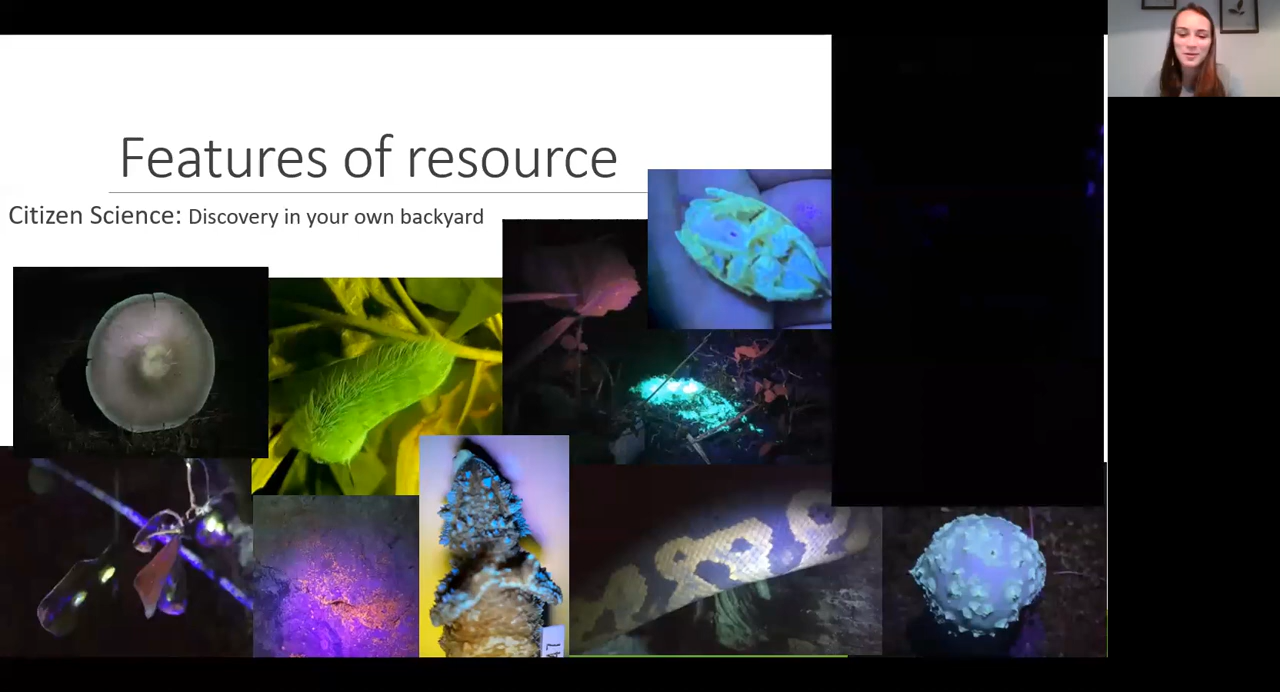 Features of resource
Citizen Science: Discovery in your own backyard